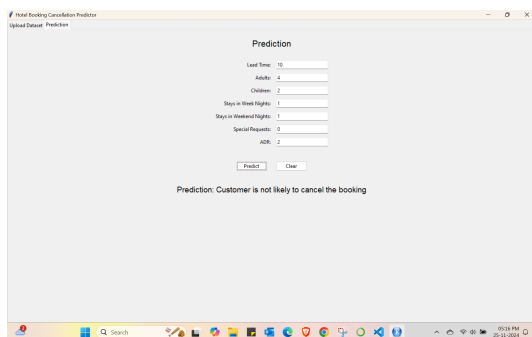 Hotel Booking Cancellation Predictor
Upload Dataset Prediction
Prediction
Lead Time: 10
Adults: 4
Children: 2
Stays in Week Nights: 1
Stays in Weekend Nights: 1
Special Requests: 0
ADR: 2
Predict Clear
Prediction: Customer is not likely to cancel the booking
2
Search
05:16 PM
25-11-2024